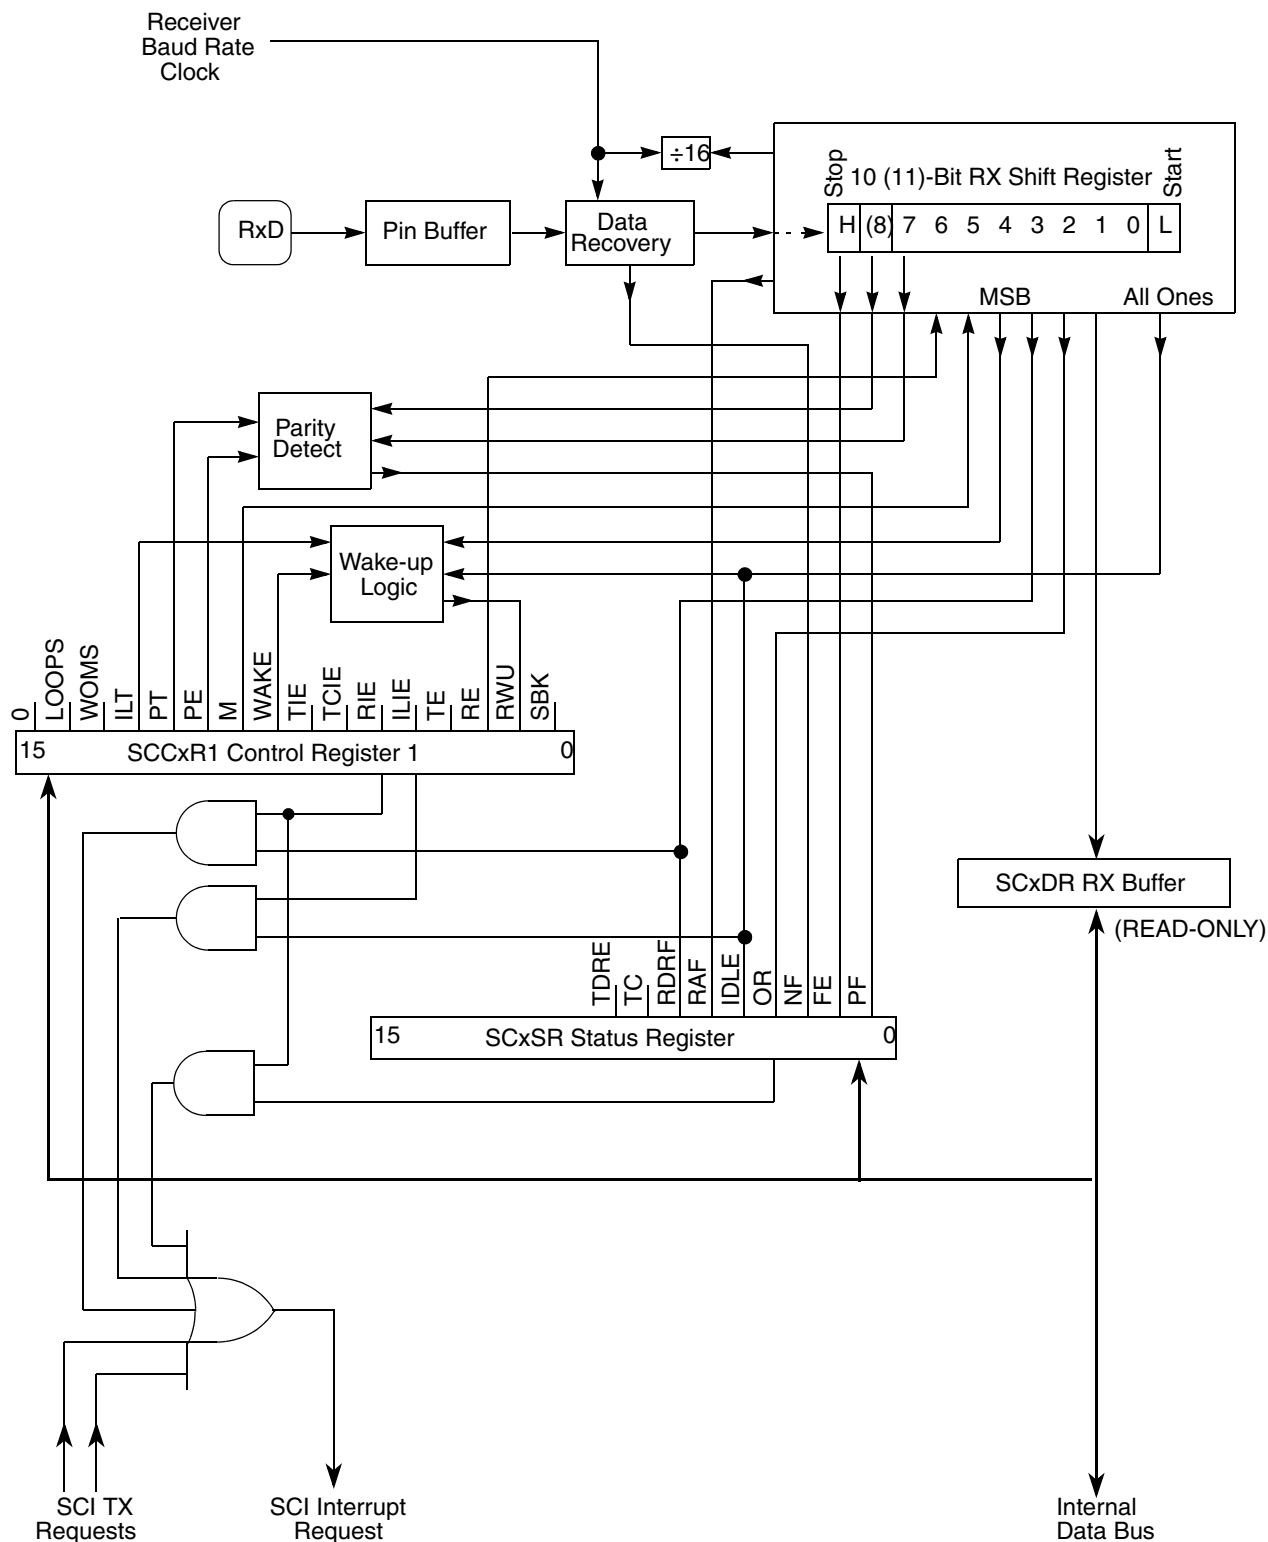 Receiver
Baud Rate
Clock
÷16
Stop
10 (11)-Bit RX Shift Register
Start
RxD
Pin Buffer
Data
Recovery
H (8) 7 6 5 4 3 2 1 0 L
MSB
All Ones
Parity
Detect
Wake-up
Logic
0
LOOPS
WOMS
ILT
PT
PE
M
WAKE
TIE
TCIE
RIE
ILIE
TE
RE
RWU
SBK
15 SCCxR1 Control Register 1 0
SCxDR RX Buffer
(READ-ONLY)
TDRE
TC
RDRF
RAF
IDLE
OR
NF
FE
PF
15 SCxSR Status Register 0
SCI TX
Requests
SCI Interrupt
Request
Internal
Data Bus